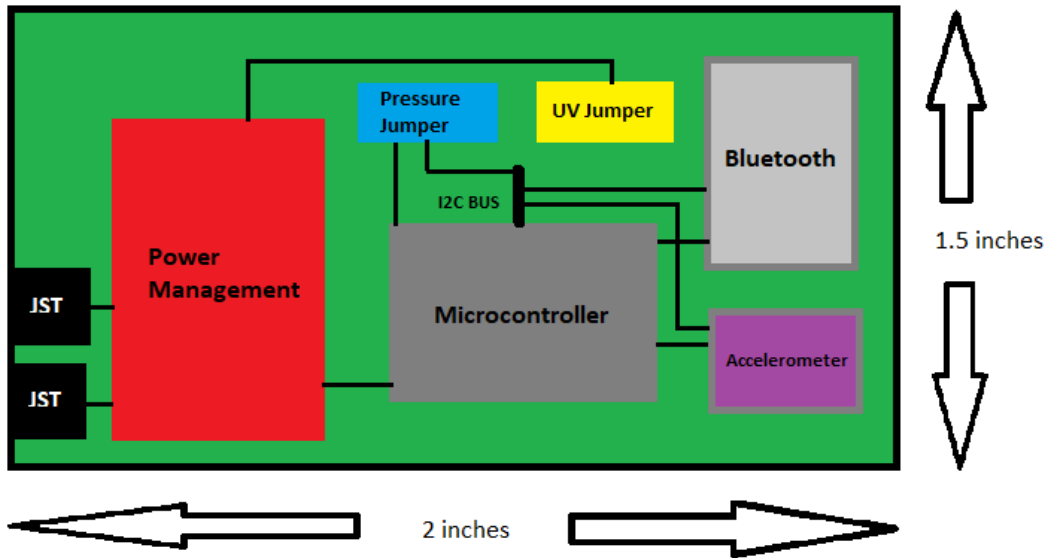 Pressure
Jumper
UV Jumper
Bluetooth
I2C BUS
1.5 inches
Power
Management
JST
Microcontroller
Accelerometer
JST
2 inches